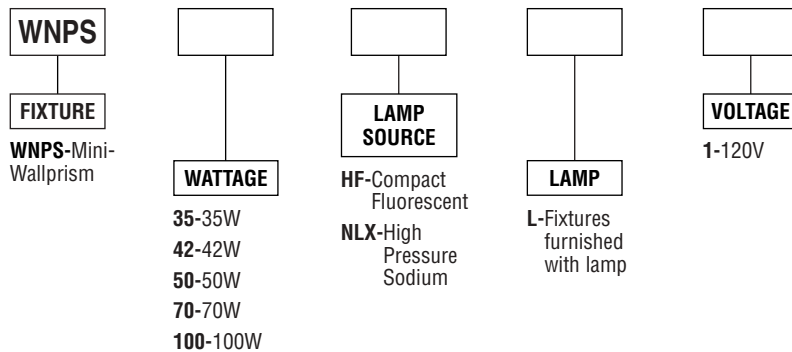 WNPS
FIXTURE
WNPS-Mini-
Wallprism
WATTAGE
35-35W
42-42W
50-50W
70-70W
100-100W
LAMP
SOURCE
HF-Compact
Fluorescent
NLX-High
Pressure
Sodium
LAMP
L-Fixtures
furnished
with lamp
VOLTAGE
1-120V